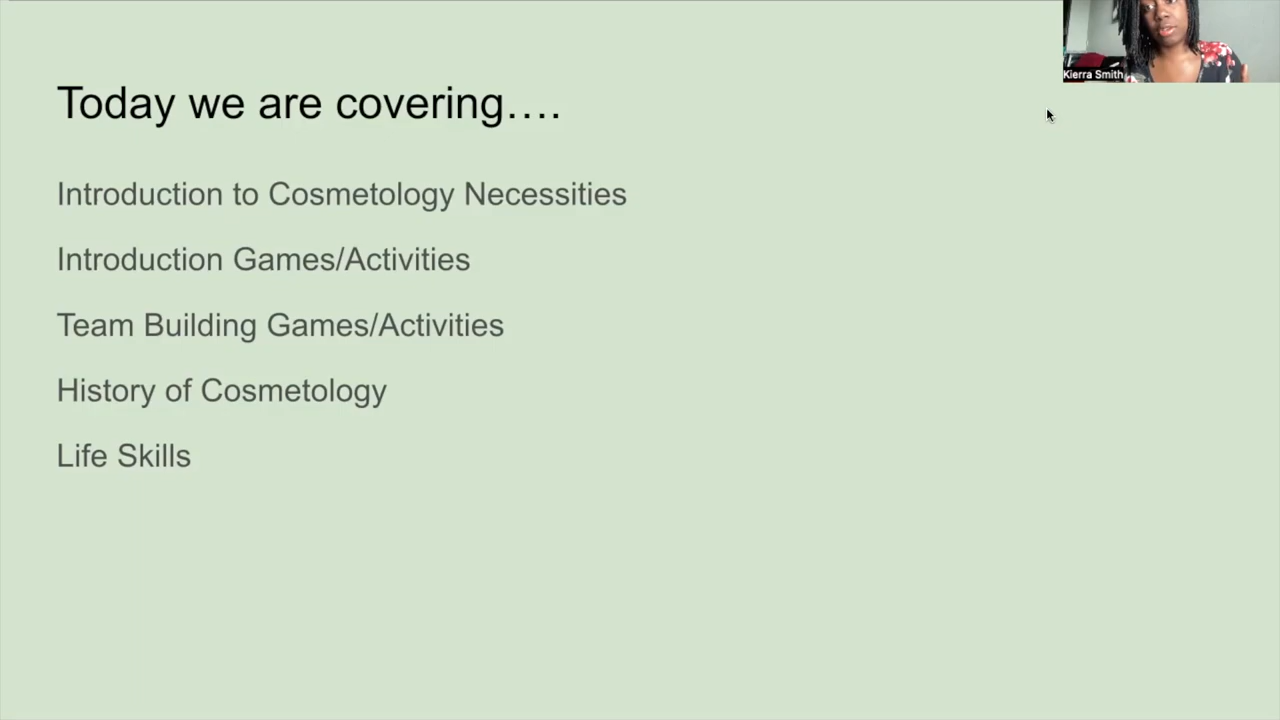 Today we are covering….
Introduction to Cosmetology Necessities
Introduction Games/Activities
Team Building Games/Activities
History of Cosmetology
Life Skills
Kierra Smith